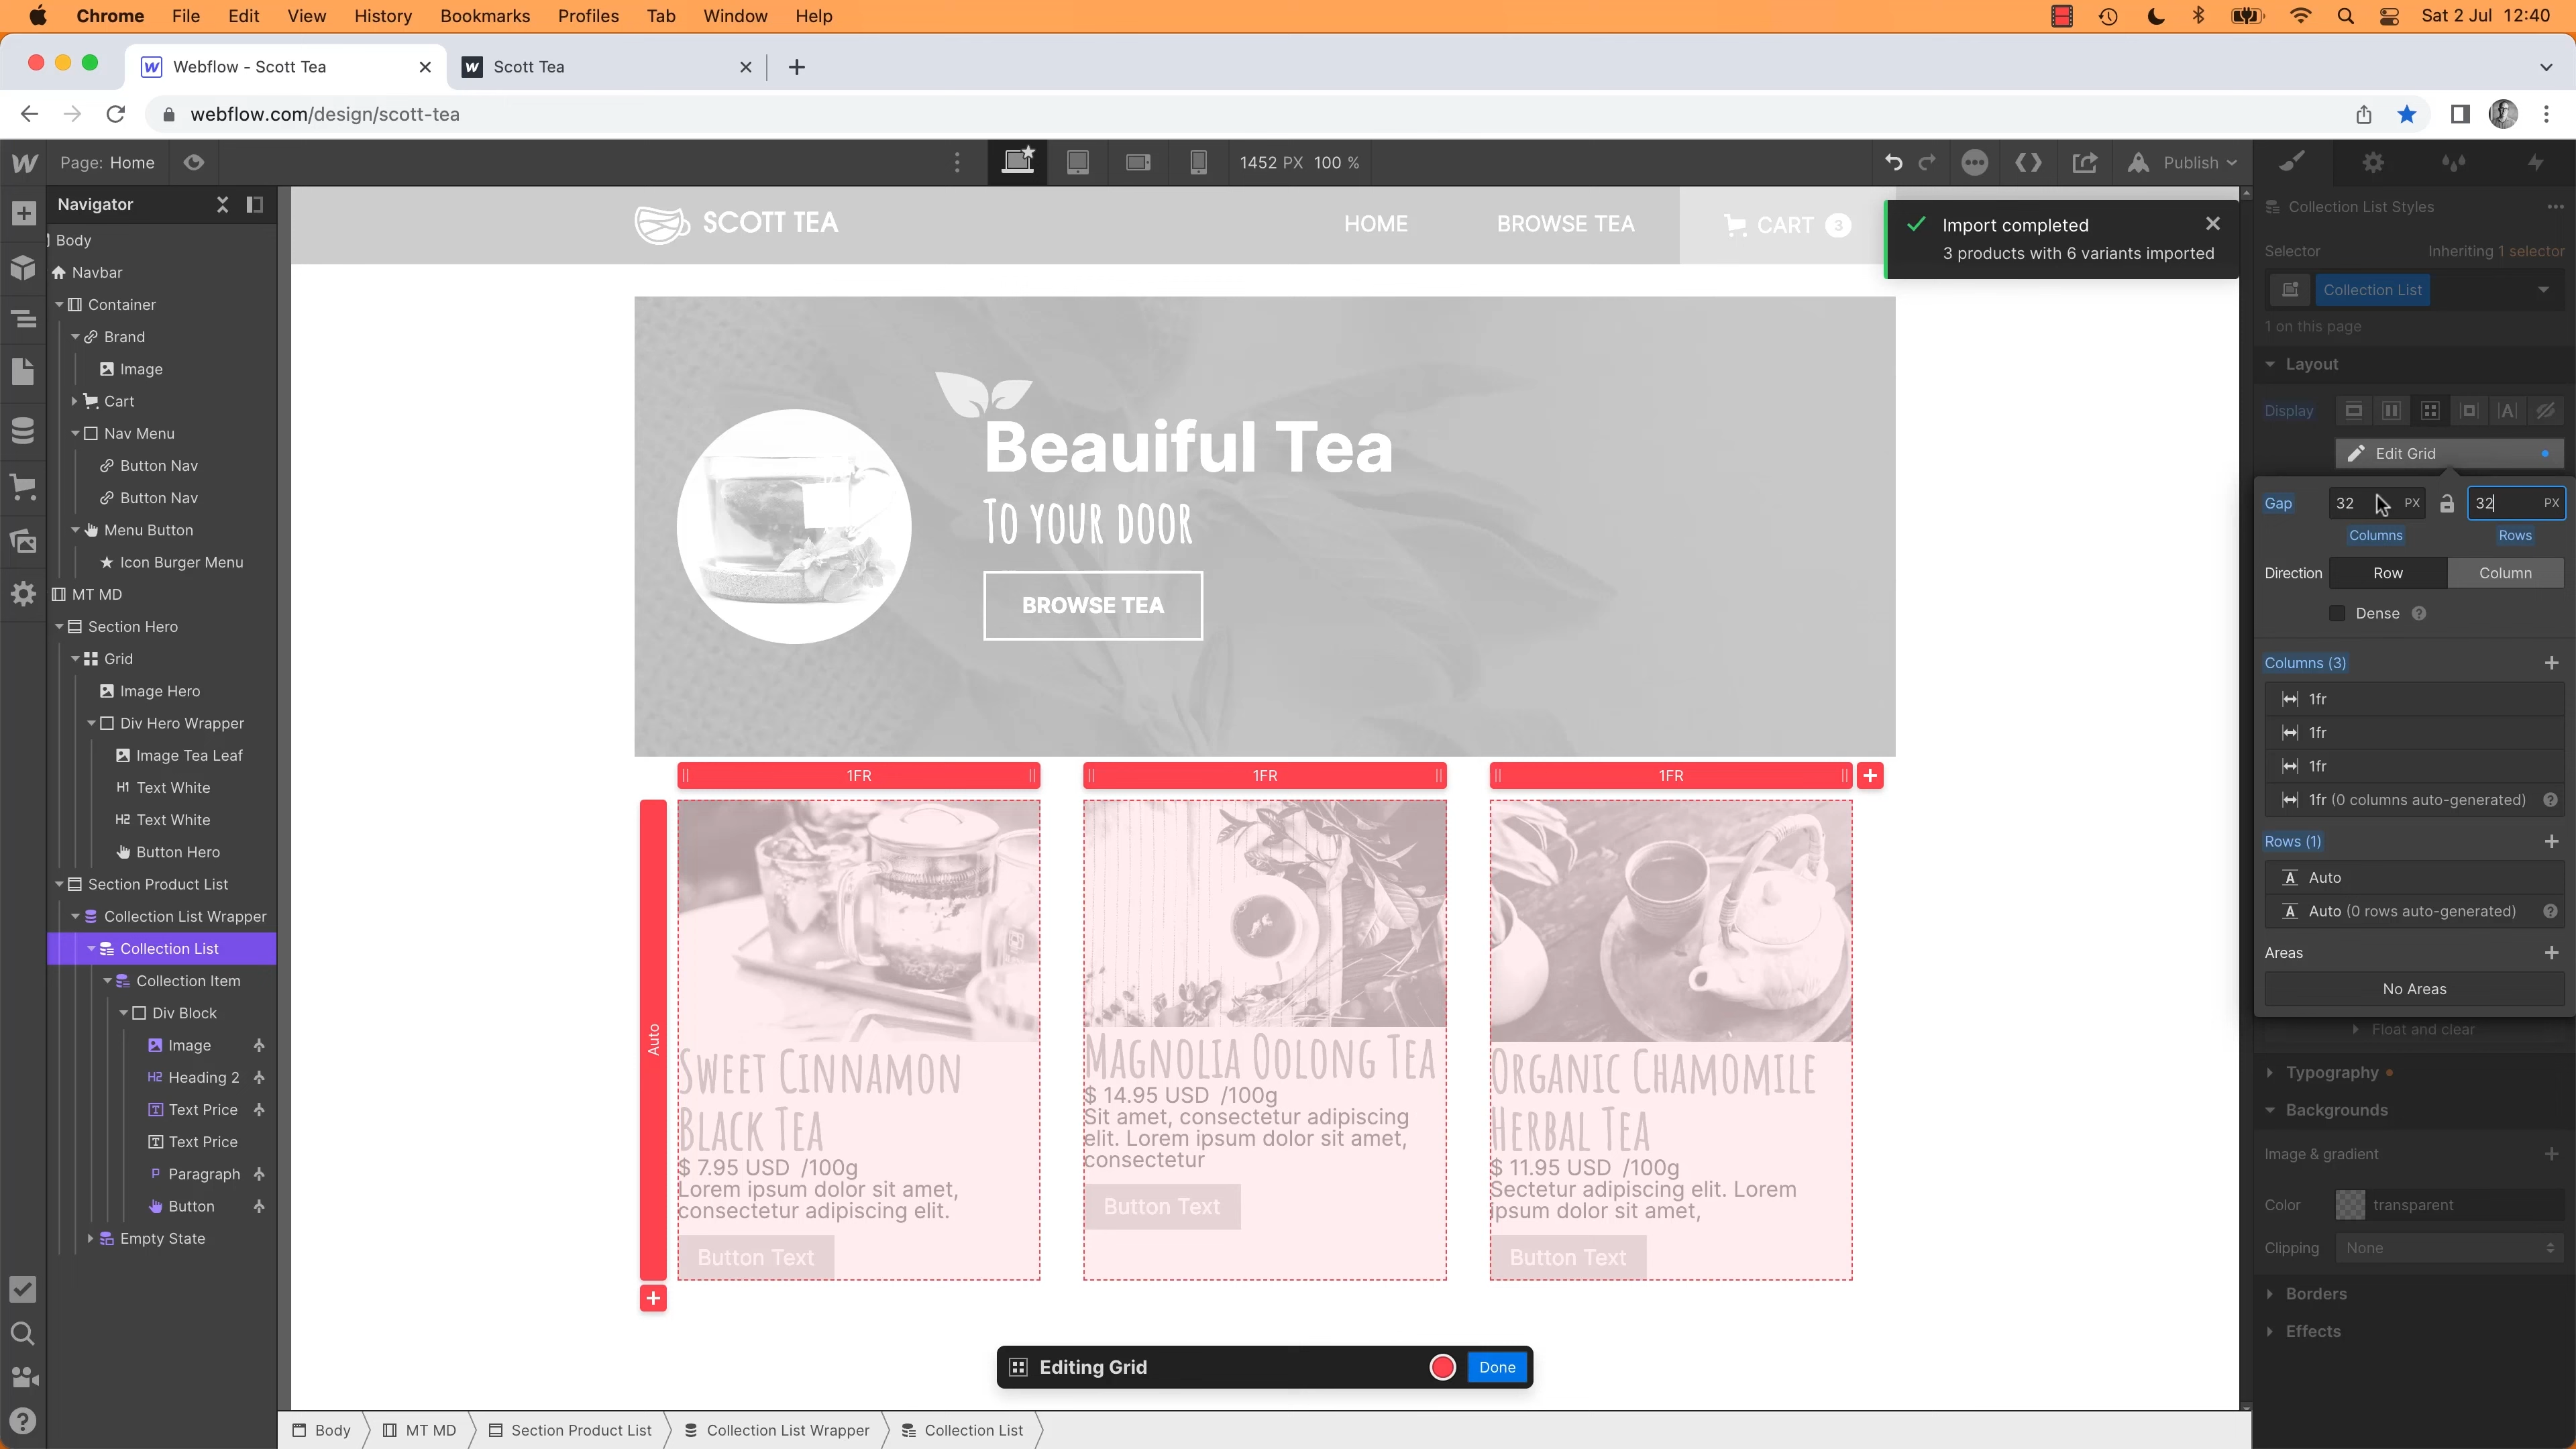 Chrome File Edit View History Bookmarks Profiles Tab Window Help
Sat 2 Jul 12:40
Webflow - Scott Tea
Scott Tea
webflow.com/design/scott-tea
Page: Home
1452 PX 100 %
Publish
Navigator
Body
Navbar
Container
Brand
Image
Cart
Nav Menu
Button Nav
Button Nav
Menu Button
Icon Burger Menu
MT MD
Section Hero
Grid
Image Hero
Div Hero Wrapper
Image Tea Leaf
H1 Text White
H2 Text White
Button Hero
Section Product List
Collection List Wrapper
Collection List
Collection Item
Div Block
Image
H2 Heading 2
Text Price
Text Price
P Paragraph
Button
Empty State
SCOTT TEA
HOME
BROWSE TEA
CART 3
Import completed
3 products with 6 variants imported
Beauiful Tea
To your door
BROWSE TEA
1FR
1FR
1FR
Auto
Sweet Cinnamon
Black Tea
$ 7.95 USD /100g
Lorem ipsum dolor sit amet,
consectetur adipiscing elit.
Button Text
Magnolia Oolong Tea
$ 14.95 USD /100g
Sit amet, consectetur adipiscing
elit. Lorem ipsum dolor sit amet,
consectetur
Button Text
Organic Chamomile
Herbal Tea
$ 11.95 USD /100g
Sectetur adipiscing elit. Lorem
ipsum dolor sit amet,
Button Text
Editing Grid
Done
Body
MT MD
Section Product List
Collection List Wrapper
Collection List
Collection List Styles
Selector
Inheriting 1 selector
Collection List
1 on this page
Layout
Display
Edit Grid
Gap 32 PX 32 PX
Columns Rows
Direction Row Column
Dense
Columns (3)
1fr
1fr
1fr
1fr (0 columns auto-generated)
Rows (1)
Auto
Auto (0 rows auto-generated)
Areas
No Areas
Float and clear
Typography
Backgrounds
Image & gradient
Color transparent
Clipping None
Borders
Effects